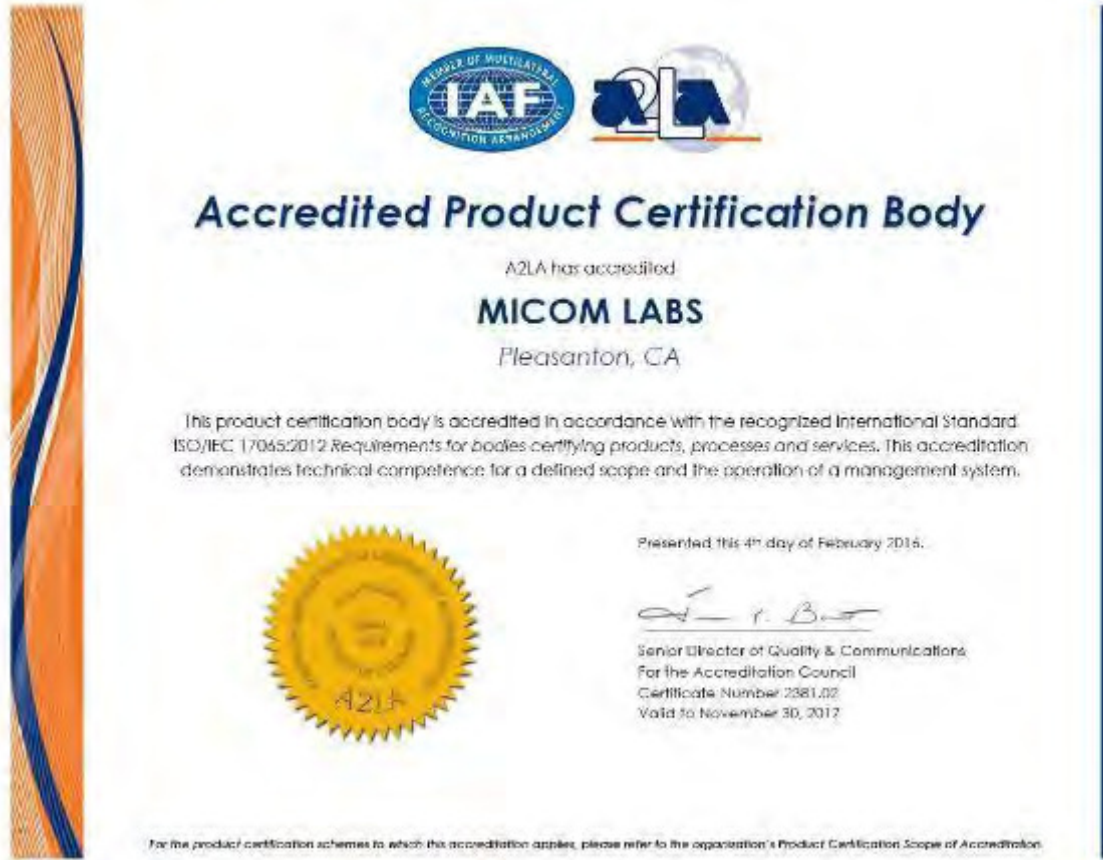 MEMBER OF MULTILATERAL
IAF
RECOGNITION ARRANGEMENT
A2LA
Accredited Product Certification Body
A2LA has accredited
MICOM LABS
Pleasanton, CA
This product certification body is accredited in accordance with the recognized International Standard
ISO/IEC 17065:2012 Requirements for bodies certifying products, processes and services. This accreditation
demonstrates technical competence for a defined scope and the operation of a management system.
Presented this 4th day of February 2016.
Senior Director of Quality & Communications
For the Accreditation Council
Certificate Number 2381.02
Valid to November 30, 2017
A2LA
For the product certification schemes to which this accreditation applies, please refer to the organization's Product Certification Scope of Accreditation